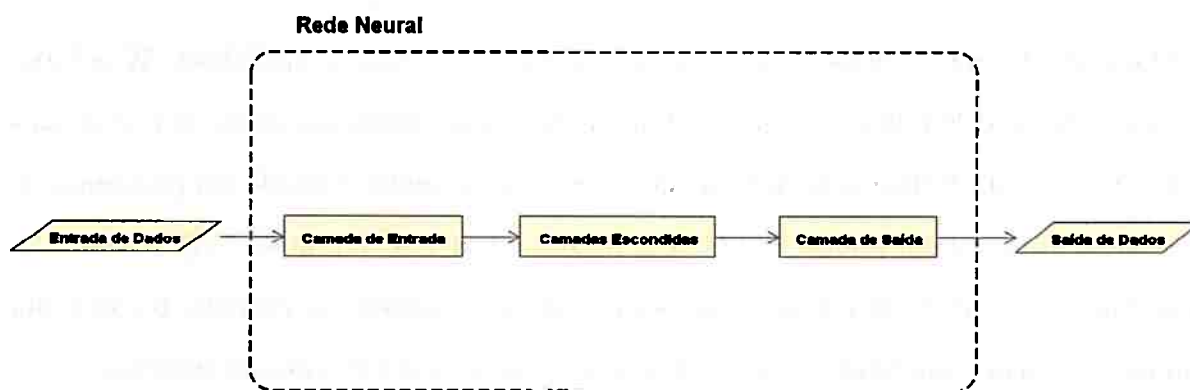 Rede Neural
Entrada de Dados
Camada de Entrada
Camadas Escondidas
Camada de Saída
Saída de Dados